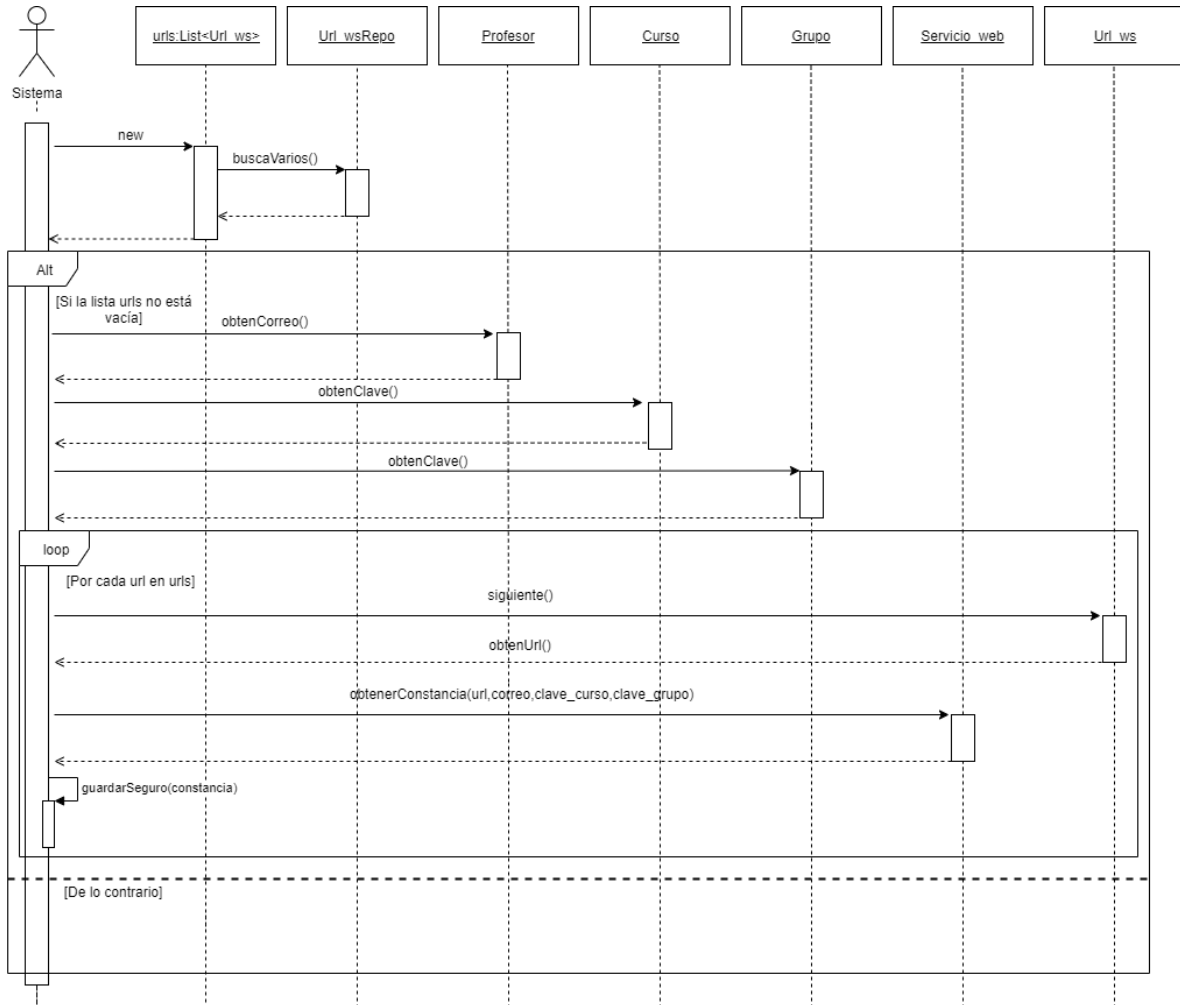 urls:List<Url_ws>
Url_wsRepo
Profesor
Curso
Grupo
Servicio_web
Url_ws
Sistema
new
buscaVarios()
Alt
[Si la lista urls no está
vacía]
obtenCorreo()
obtenClave()
obtenClave()
loop
[Por cada url en urls]
siguiente()
obtenUrl()
obtenerConstancia(url,correo,clave_curso,clave_grupo)
guardarSeguro(constancia)
[De lo contrario]